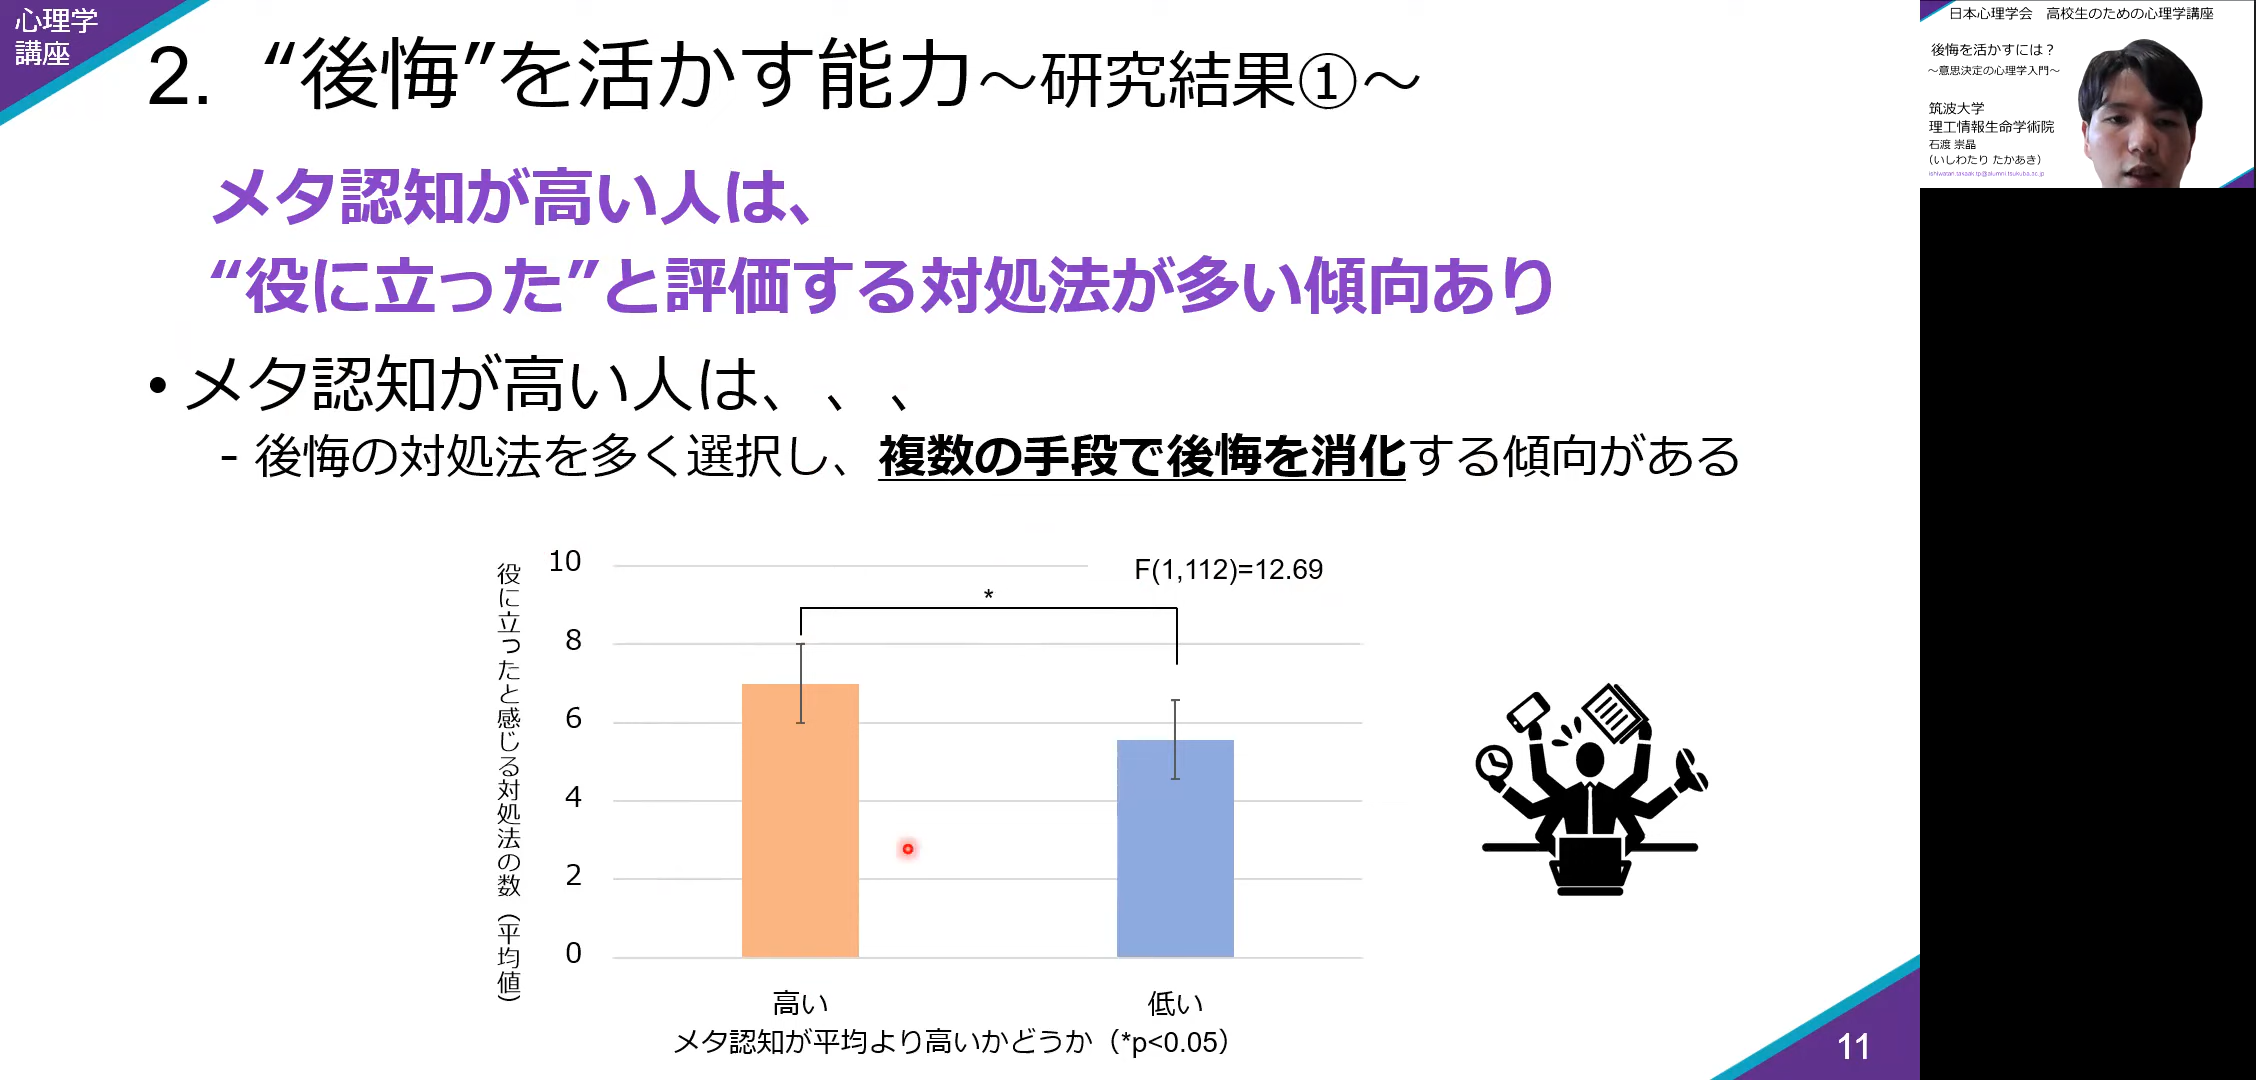 心理学
講座
2. “後悔”を活かす能力～研究結果①～
メタ認知が高い人は、
“役に立った”と評価する対処法が多い傾向あり
• メタ認知が高い人は、、、
- 後悔の対処法を多く選択し、複数の手段で後悔を消化する傾向がある
役に立つたと感じる対処法の数（平均値）
10
8
6
4
2
0
F(1,112)=12.69
*
高い
低い
メタ認知が平均より高いかどうか（*p<0.05）
11
日本心理学会　高校生のための心理学講座
後悔を活かすには？
～意思決定の心理学入門～
筑波大学
理工情報生命学術院
石渡 崇晶
（いしわたり たかあき）